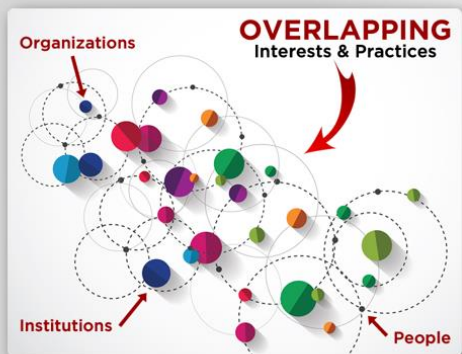 OVERLAPPING
Interests & Practices
Organizations
Institutions
People